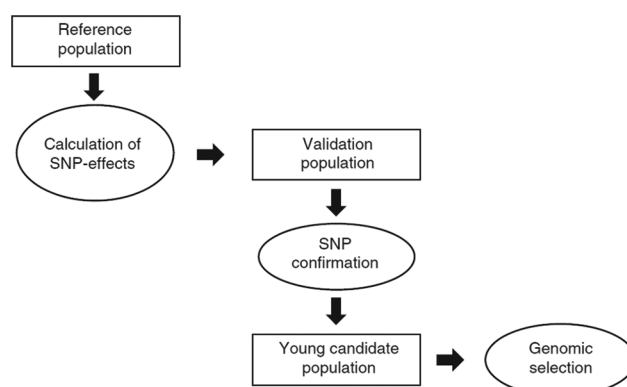 Reference
population
Calculation of
SNP-effects
Validation
population
SNP
confirmation
Young candidate
population
Genomic
selection